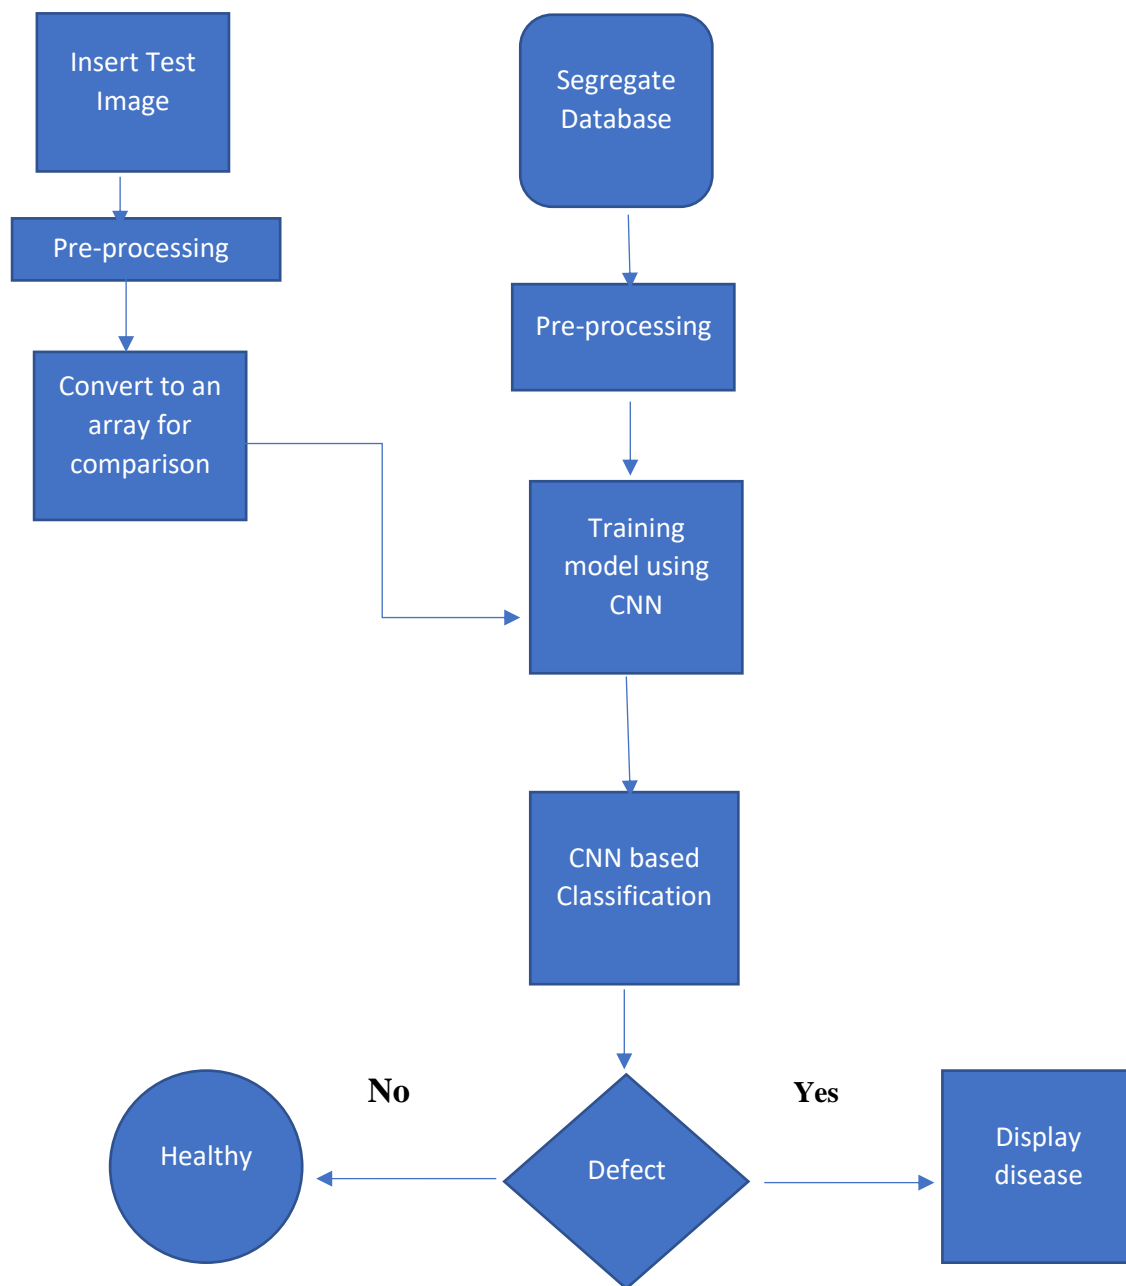 Insert Test
Image
Segregate
Database
Pre-processing
Pre-processing
Convert to an
array for
comparison
Training
model using
CNN
CNN based
Classification
No
Yes
Healthy
Defect
Display
disease